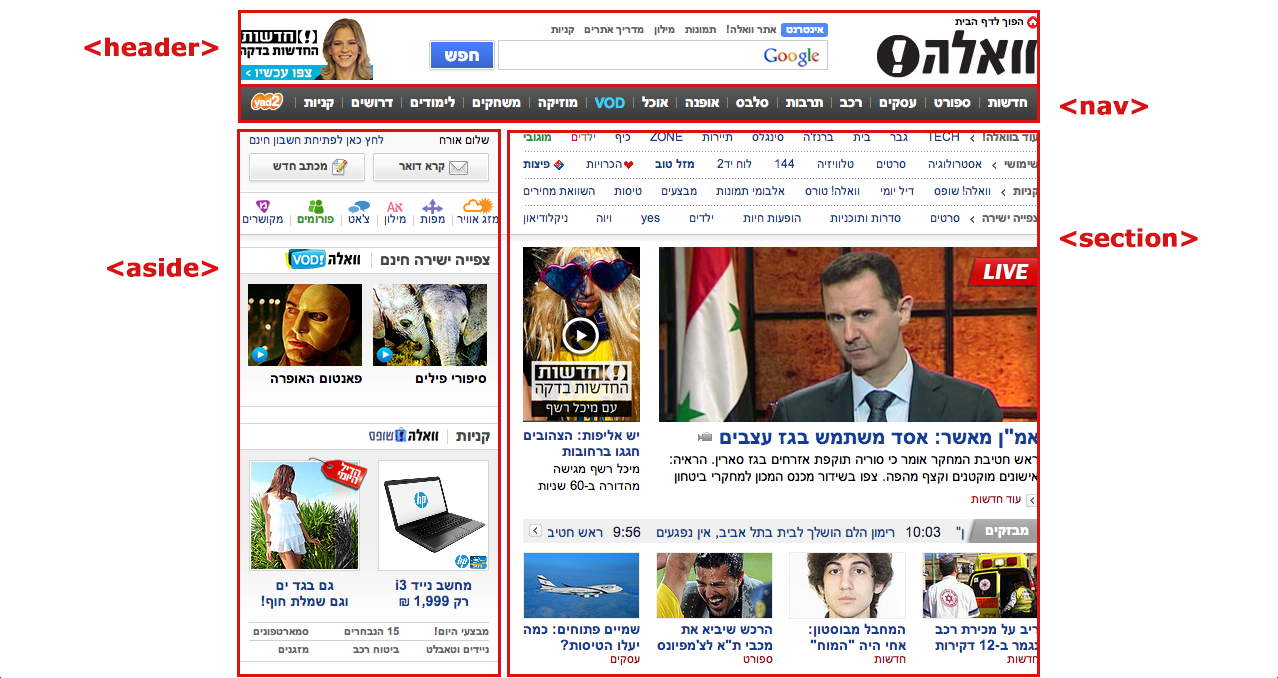 <header>
<nav>
<aside>
<section>
הפוך לדף הבית
וואלה!
אינטרנט אתר וואלה! תמונות מילון מדריך אתרים קניות
Google
חפש
חדשות!
החדשות בדקה
צפו עכשיו >
חדשות | ספורט | עסקים | רכב | תרבות | סלבס | אופנה | אוכל | VOD | מוזיקה | משחקים | לימודים | דרושים | קניות | yad2
עוד בוואלה! > TECH גבר בית ברנז'ה סינגלס תיירות ZONE כיף ילדים מוגובי
שימושי > אסטרולוגיה סרטים טלוויזיה 144 לוח יד2 מזל טוב הכרויות פיצות
קניות > וואלה! שופס דיל יומי וואלה! טורס אלבומי תמונות מבצעים טיסות השוואת מחירים
צפייה ישירה > סרטים סדרות ותוכניות הופעות חיות ילדים yes ויוה ניקלודיאון
LIVE
אמ"ן מאשר: אסד משתמש בגז עצבים
ראש חטיבת המחקר אומר כי סוריה תוקפת אזרחים בגז סארין. הראיה:
אישונים מוקטנים וקצף מהפה. צפו בשידור מכנס המכון למחקרי ביטחון
עוד חדשות
חדשות!
החדשות בדקה
עם מיכל רשף
יש אליפות: הצהובים
חגגו ברחובות
מיכל רשף מגישה
מהדורה ב-60 שניות
מבזקים
ן" 10:03 רימון הלם הושלך לבית בתל אביב, אין נפגעים 9:56 ראש חטיב
ריב על מכירת רכב
נגמר ב-12 דקירות
חדשות
המחבל מבוסטון:
אחי היה "המוח"
חדשות
הרכש שיביא את
מכבי ת"א לצ'מפיונס
ספורט
שמיים פתוחים: כמה
יעלו הטיסות?
עסקים
שלום אורח
לחץ כאן לפתיחת חשבון חינם
קרא דואר
מכתב חדש
מזג אוויר | מפות | מילון | צ'אט | פורומים | מקושרים
צפייה ישירה חינם | וואלה! VOD
סיפורי פילים
פאנטום האופרה
קניות | וואלה! שופס
הדיל
היומי
hp
מחשב נייד i3
רק 1,999 ₪
גם בגד ים
וגם שמלת חוף!
מבצעי היום! 15 הנבחרים סמארטפונים
ניידים וטאבלט ביטוח רכב מזגנים